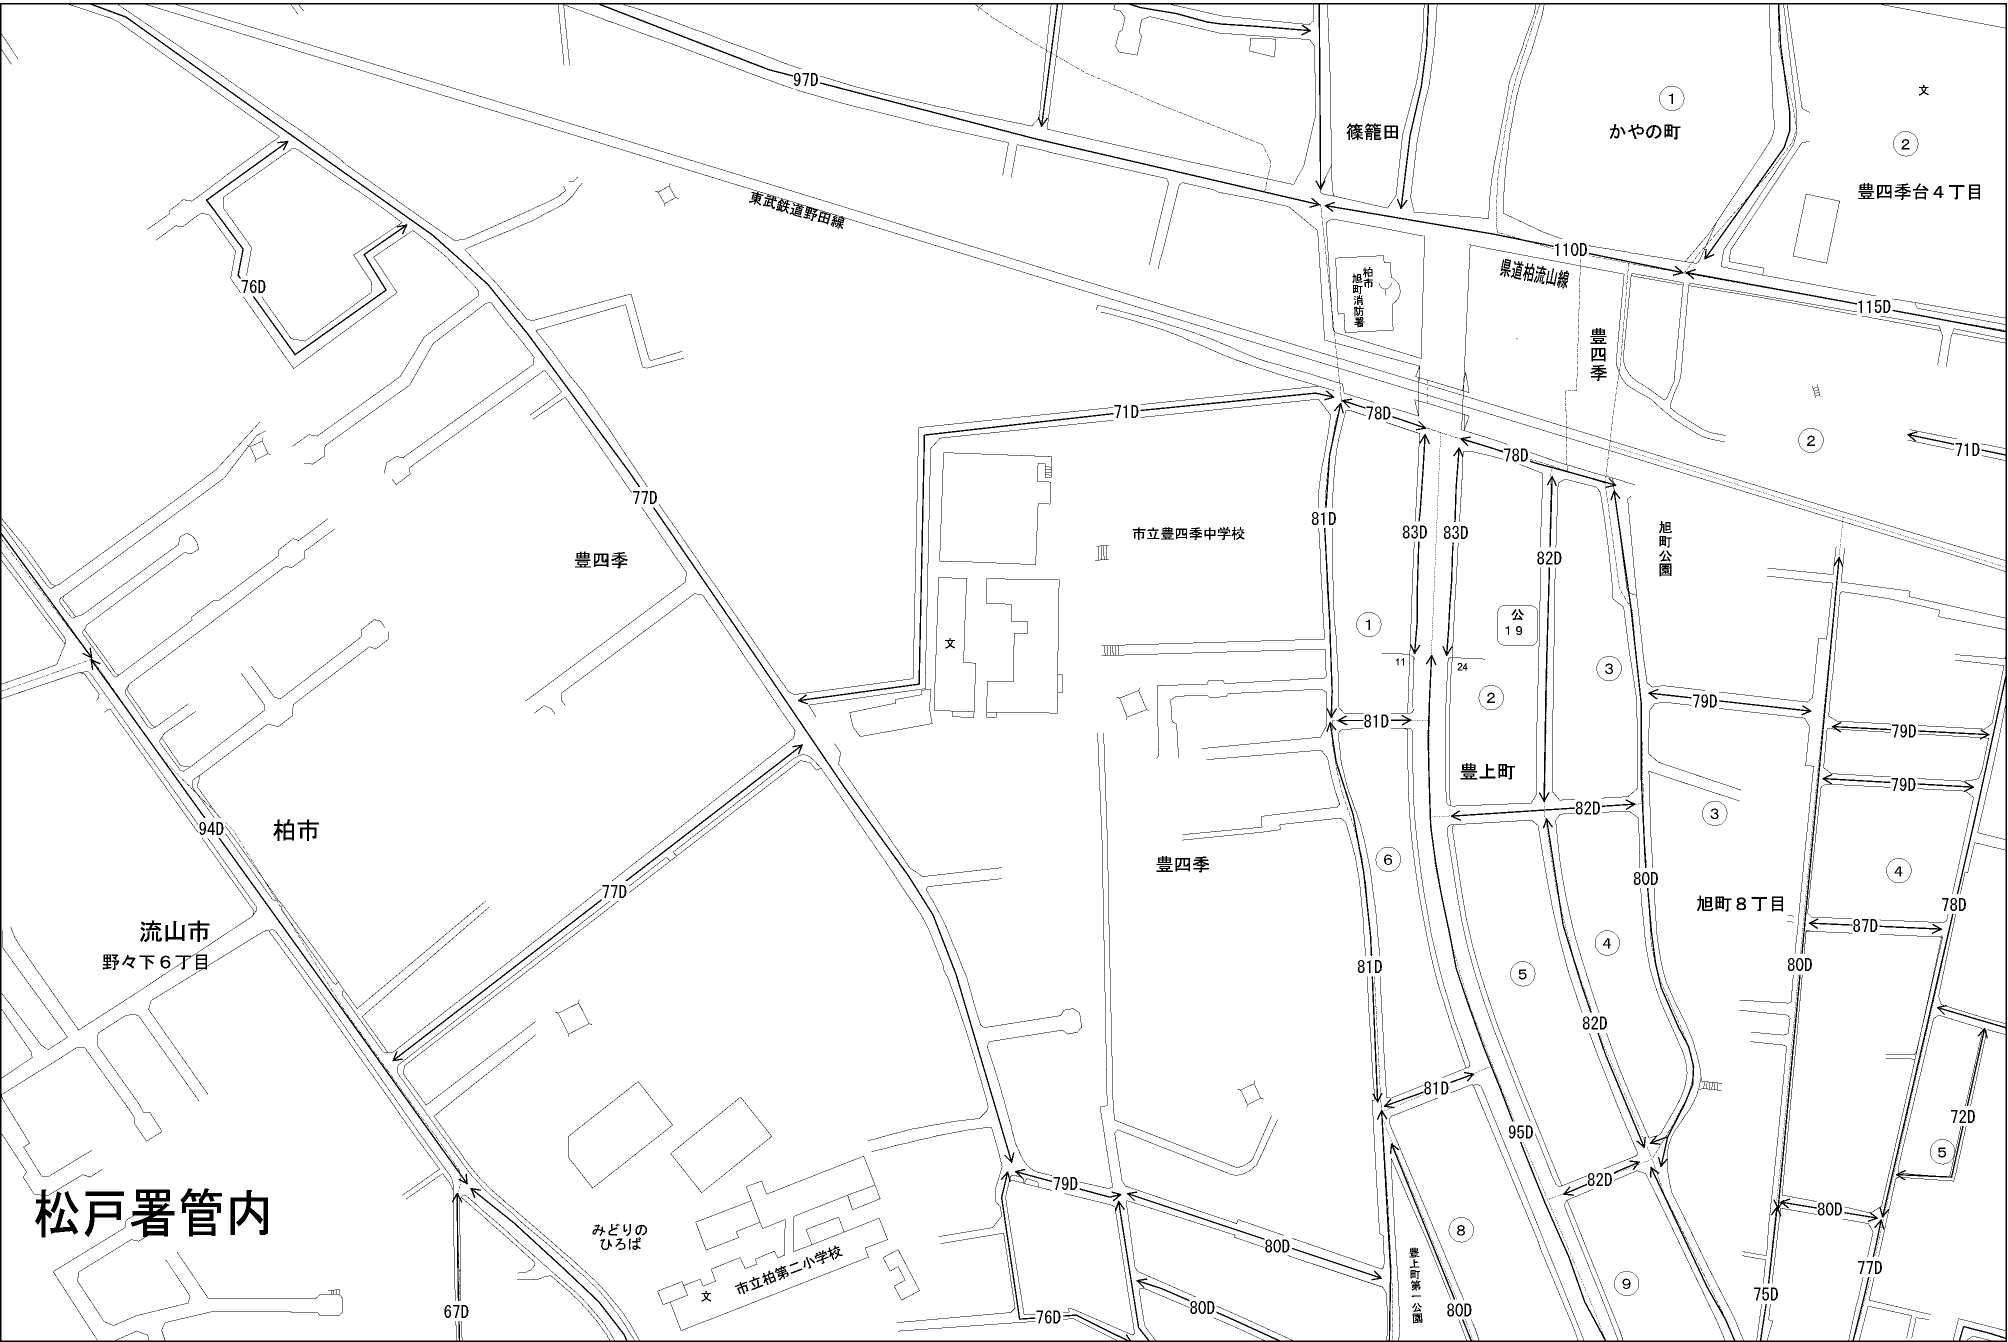 97D
①
かやの町
文
②
豊四季台４丁目
篠籠田
東武鉄道野田線
110D
県道柏流山線
115D
柏市
旭町消防署
76D
豊四季
71D
78D
②
71D
78D
77D
81D
83D
83D
82D
市立豊四季中学校
旭町公園
豊四季
公
１９
①
文
③
11
24
②
79D
81D
79D
豊上町
79D
82D
③
94D
柏市
⑥
豊四季
④
77D
80D
旭町８丁目
78D
87D
流山市
野々下６丁目
④
81D
80D
⑤
82D
81D
72D
95D
⑤
79D
82D
松戸署管内
80D
みどりの
ひろば
⑧
80D
市立柏第二小学校
文
豊上町第一公園
77D
⑨
75D
67D
76D
80D
80D